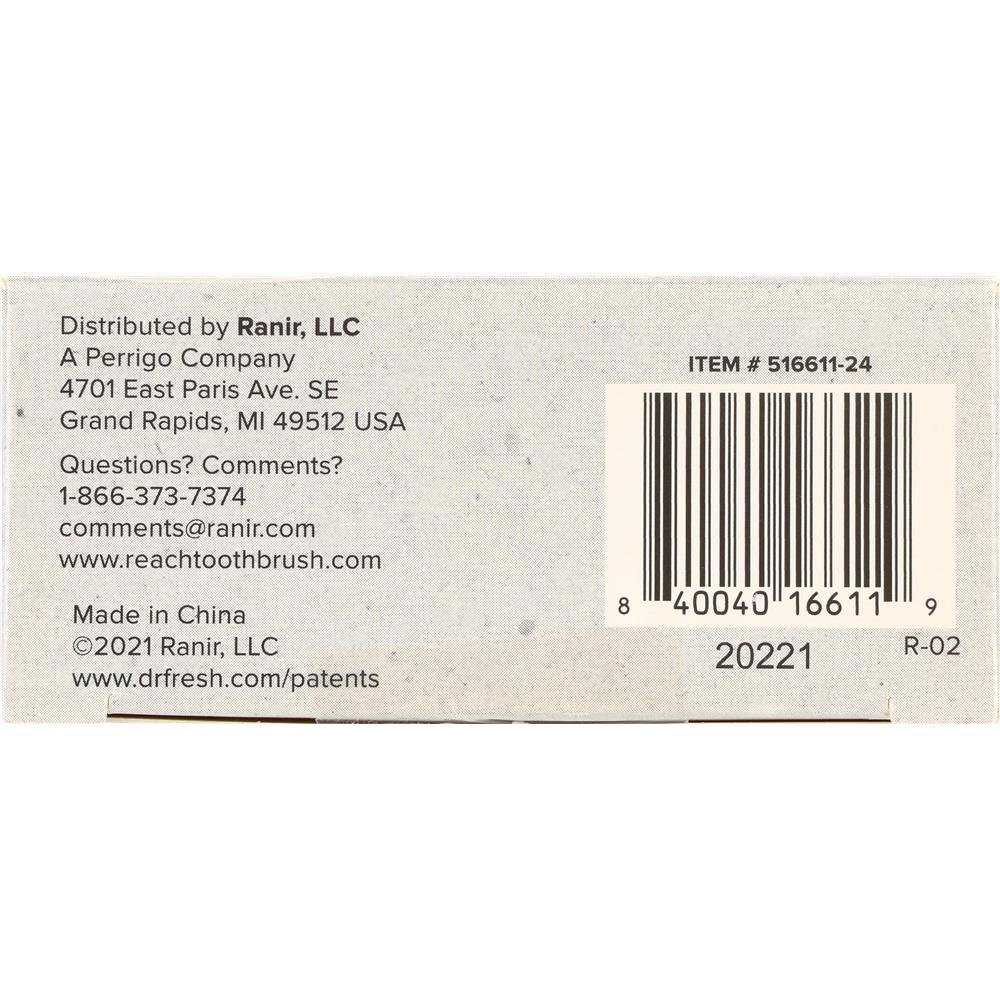 Distributed by Ranir, LLC
A Perrigo Company
4701 East Paris Ave. SE
Grand Rapids, MI 49512 USA
Questions? Comments?
1-866-373-7374
comments@ranir.com
www.reachtoothbrush.com
Made in China
©2021 Ranir, LLC
www.drfresh.com/patents
ITEM # 516611-24
8 40040 16611 9
20221
R-02